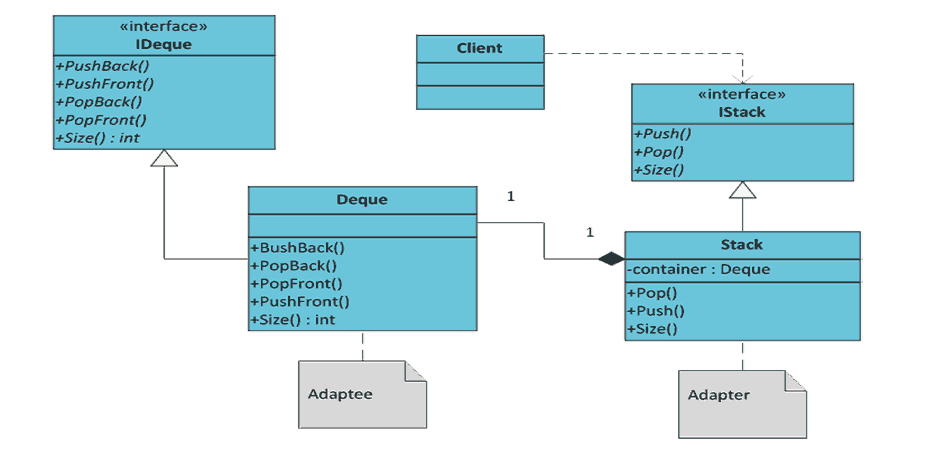 «interface»
IDeque
+PushBack()
+PushFront()
+PopBack()
+PopFront()
+Size() : int
Client
«interface»
IStack
+Push()
+Pop()
+Size()
Deque
+BushBack()
+PopBack()
+PopFront()
+PushFront()
+Size() : int
1
1
Stack
-container : Deque
+Pop()
+Push()
+Size()
Adaptee
Adapter